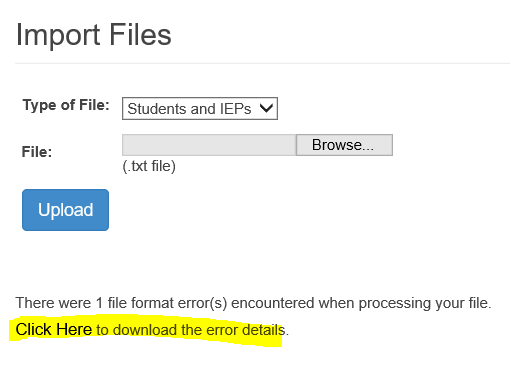 Import Files
Type of File: Students and IEPs
File: Browse...
(.txt file)
Upload
There were 1 file format error(s) encountered when processing your file.
Click Here to download the error details.